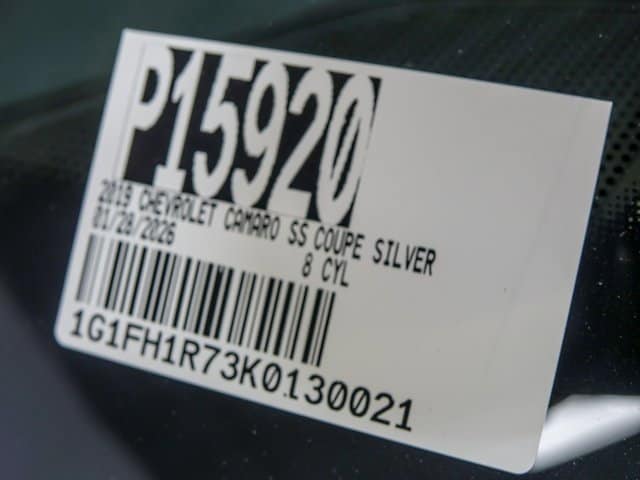 P15920
2019 CHEVROLET CAMARO SS COUPE SILVER
01/28/2026 8 CYL
1G1FH1R73K0130021